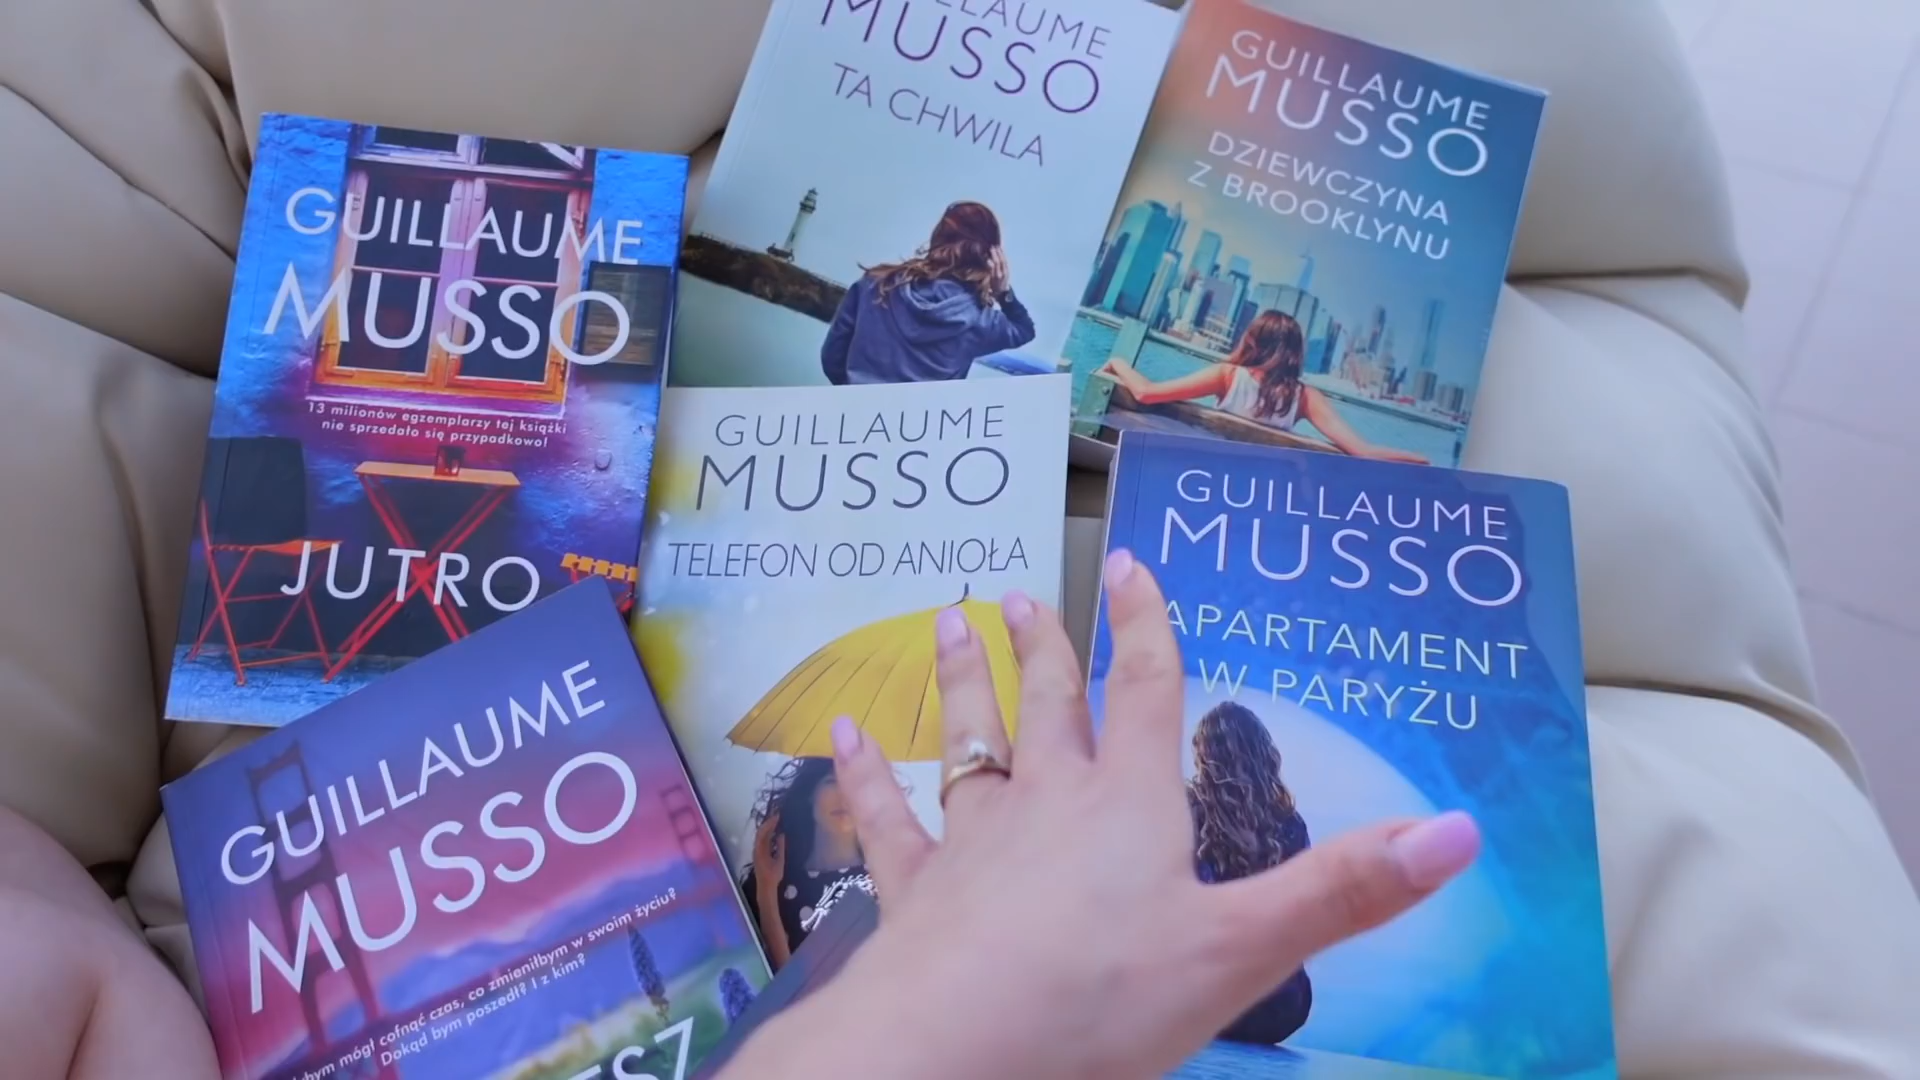 GUILLAUME
MUSSO
TA CHWILA
GUILLAUME
MUSSO
DZIEWCZYNA
Z BROOKLYNU
GUILLAUME
MUSSO
13 milionów egzemplarzy tej książki
nie sprzedało się przypadkowo!
JUTRO
GUILLAUME
MUSSO
TELEFON OD ANIOŁA
GUILLAUME
MUSSO
APARTAMENT
W PARYŻU
GUILLAUME
MUSSO
mógł cofnąć czas, co zmieniłbym w swoim życiu?
Dokąd bym poszedł? I z kim?